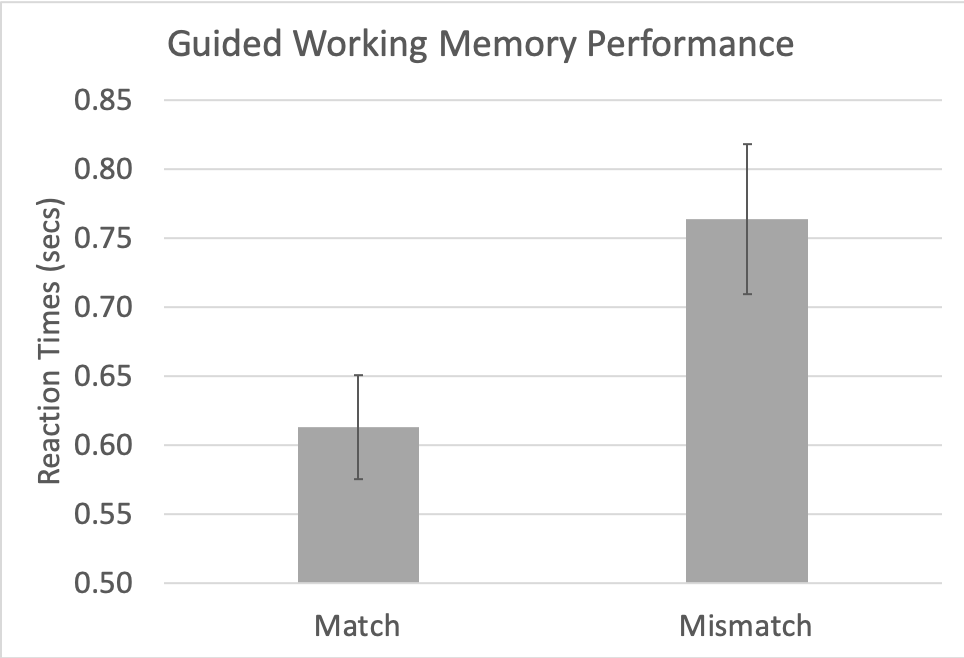 Guided Working Memory Performance
Reaction Times (secs)
0.85
0.80
0.75
0.70
0.65
0.60
0.55
0.50
Match
Mismatch